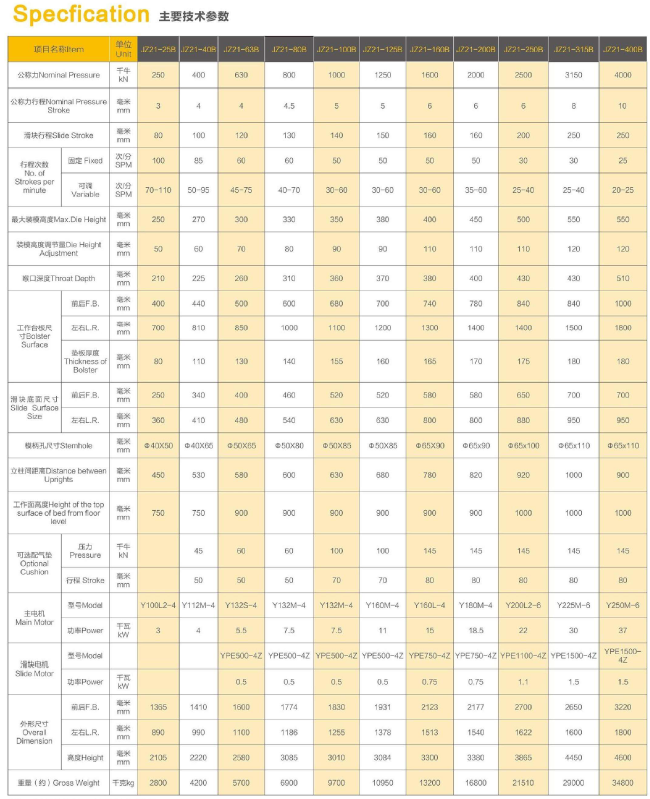 Specfication 主要技术参数
项目名称Item 单位 Unit JZ21-25B JZ21-40B JZ21-63B JZ21-80B JZ21-100B JZ21-125B JZ21-160B JZ21-200B JZ21-250B JZ21-315B JZ21-400B
公称力Nominal Pressure 千牛 kN 250 400 630 800 1000 1250 1600 2000 2500 3150 4000
公称力行程Nominal Pressure Stroke 毫米 mm 3 4 4 4.5 5 5 6 6 6 8 10
滑块行程Slide Stroke 毫米 mm 80 100 120 130 140 150 160 160 200 250 250
行程次数 No. of Strokes per minute 固定 Fixed 次/分 SPM 100 85 60 60 50 50 50 50 30 30 25
可调 Variable 次/分 SPM 70-110 50-95 45-75 40-70 30-60 30-60 30-60 35-60 25-40 25-40 20-25
最大装模高度Max.Die Height 毫米 mm 250 270 300 330 350 380 400 450 500 550 550
装模高度调节量Die Height Adjustment 毫米 mm 50 60 70 80 90 90 110 110 110 120 120
喉口深度Throat Depth 毫米 mm 210 225 260 310 360 370 380 400 430 430 510
工作台板尺寸Bolster Surface 前后F.B. 毫米 mm 400 440 500 600 680 700 740 780 840 840 1000
左右L.R. 毫米 mm 700 810 850 1000 1100 1200 1300 1400 1400 1500 1600
垫板厚度 Thickness of Bolster 毫米 mm 80 110 130 140 155 160 165 170 175 180 180
滑块底面尺寸 Slide Surface Size 前后F.B. 毫米 mm 250 340 400 460 520 520 580 580 650 700 700
左右L.R. 毫米 mm 360 410 480 540 630 630 800 800 880 950 950
模柄孔尺寸Stemhole 毫米 mm Φ40X50 Φ40X65 Φ50X65 Φ50X80 Φ50X85 Φ50X85 Φ65X90 Φ65x90 Φ65x100 Φ65x110 Φ65x110
立柱间距离Distance between Uprights 毫米 mm 450 530 580 600 630 680 780 820 920 1000 900
工作面高度Height of the top surface of bed from floor level 毫米 mm 750 750 900 900 900 900 900 900 1000 1000 1000
可选配气垫 Optional Cushion 压力 Pressure 千牛 kN 45 60 60 100 100 145 145 145 145 145
行程 Stroke 毫米 mm 50 50 50 70 70 80 80 80 80 80
主电机 Main Motor 型号Model Y100L2-4 Y112M-4 Y132S-4 Y132M-4 Y132M-4 Y160M-4 Y160L-4 Y180M-4 Y200L2-6 Y225M-6 Y250M-6
功率Power 千瓦 kW 3 4 5.5 7.5 7.5 11 15 18.5 22 30 37
滑块电机 Slide Motor 型号Model YPE500-4Z YPE500-4Z YPE500-4Z YPE500-4Z YPE750-4Z YPE750-4Z YPE1100-4Z YPE1500-4Z YPE1500-4Z
功率Power 千瓦 kW 0.5 0.5 0.5 0.5 0.75 0.75 1.1 1.5 1.5
外形尺寸 Overall Dimension 前后F.B. 毫米 mm 1365 1410 1600 1774 1830 1931 2123 2177 2700 2650 3220
左右L.R. 毫米 mm 890 990 1100 1186 1255 1378 1513 1540 1622 1600 1800
高度Height 毫米 mm 2105 2220 2580 3085 3010 3084 3300 3380 3865 4450 4600
重量（约）Gross Weight 千克kg 2800 4200 5700 6900 9700 10950 13200 16800 21510 29000 34800